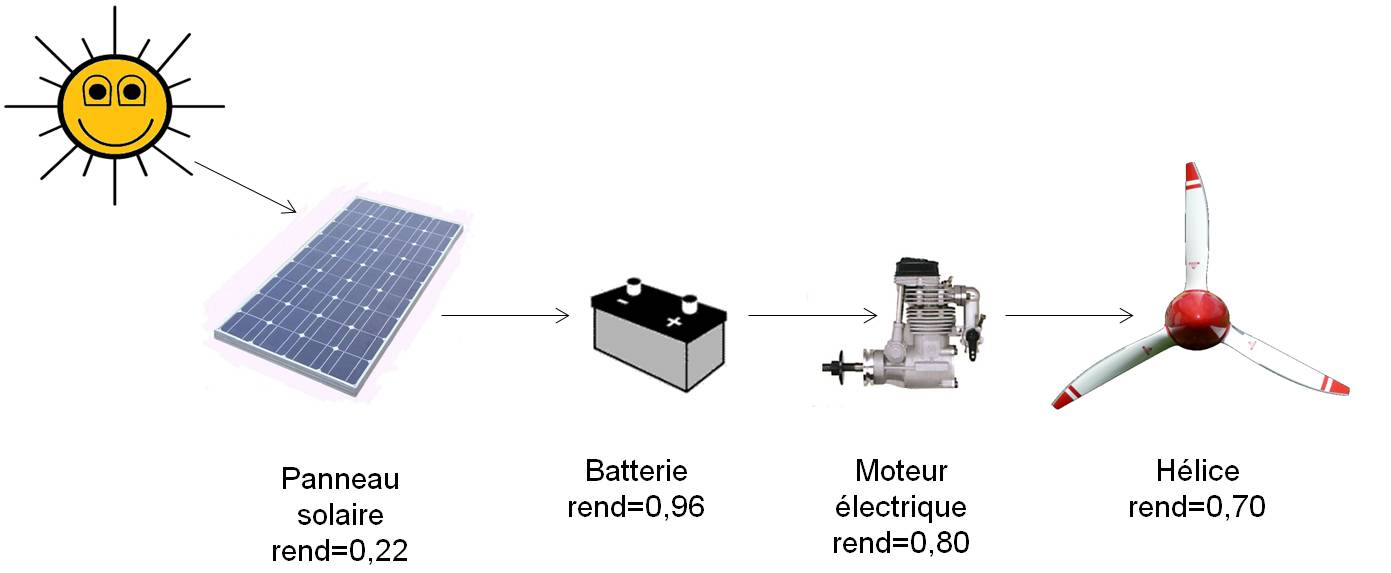 Panneau
solaire
rend=0,22
Batterie
rend=0,96
Moteur
électrique
rend=0,80
Hélice
rend=0,70